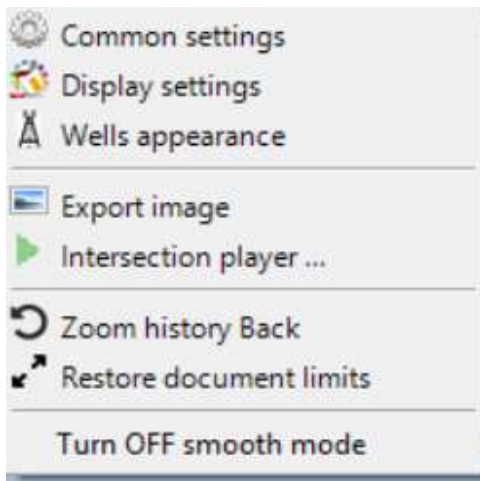 Common settings
Display settings
Wells appearance
Export image
Intersection player ...
Zoom history Back
Restore document limits
Turn OFF smooth mode